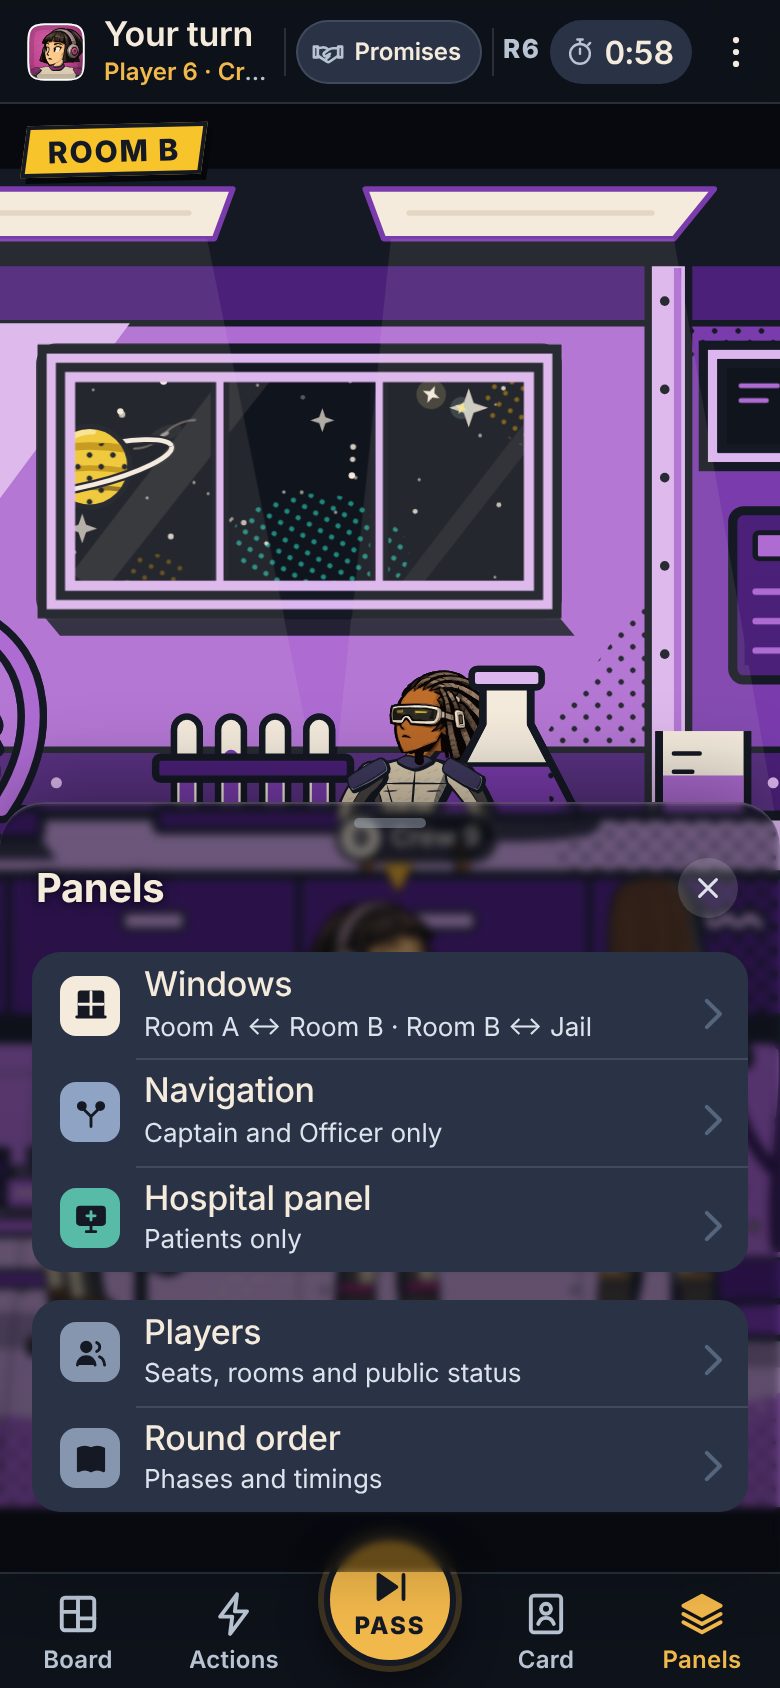 Your turn
Player 6 · Cr...
Promises
R6
0:58
ROOM B
Crew 9
Panels
Windows
Room A ↔ Room B · Room B ↔ Jail
Navigation
Captain and Officer only
Hospital panel
Patients only
Players
Seats, rooms and public status
Round order
Phases and timings
Board
Actions
PASS
Card
Panels